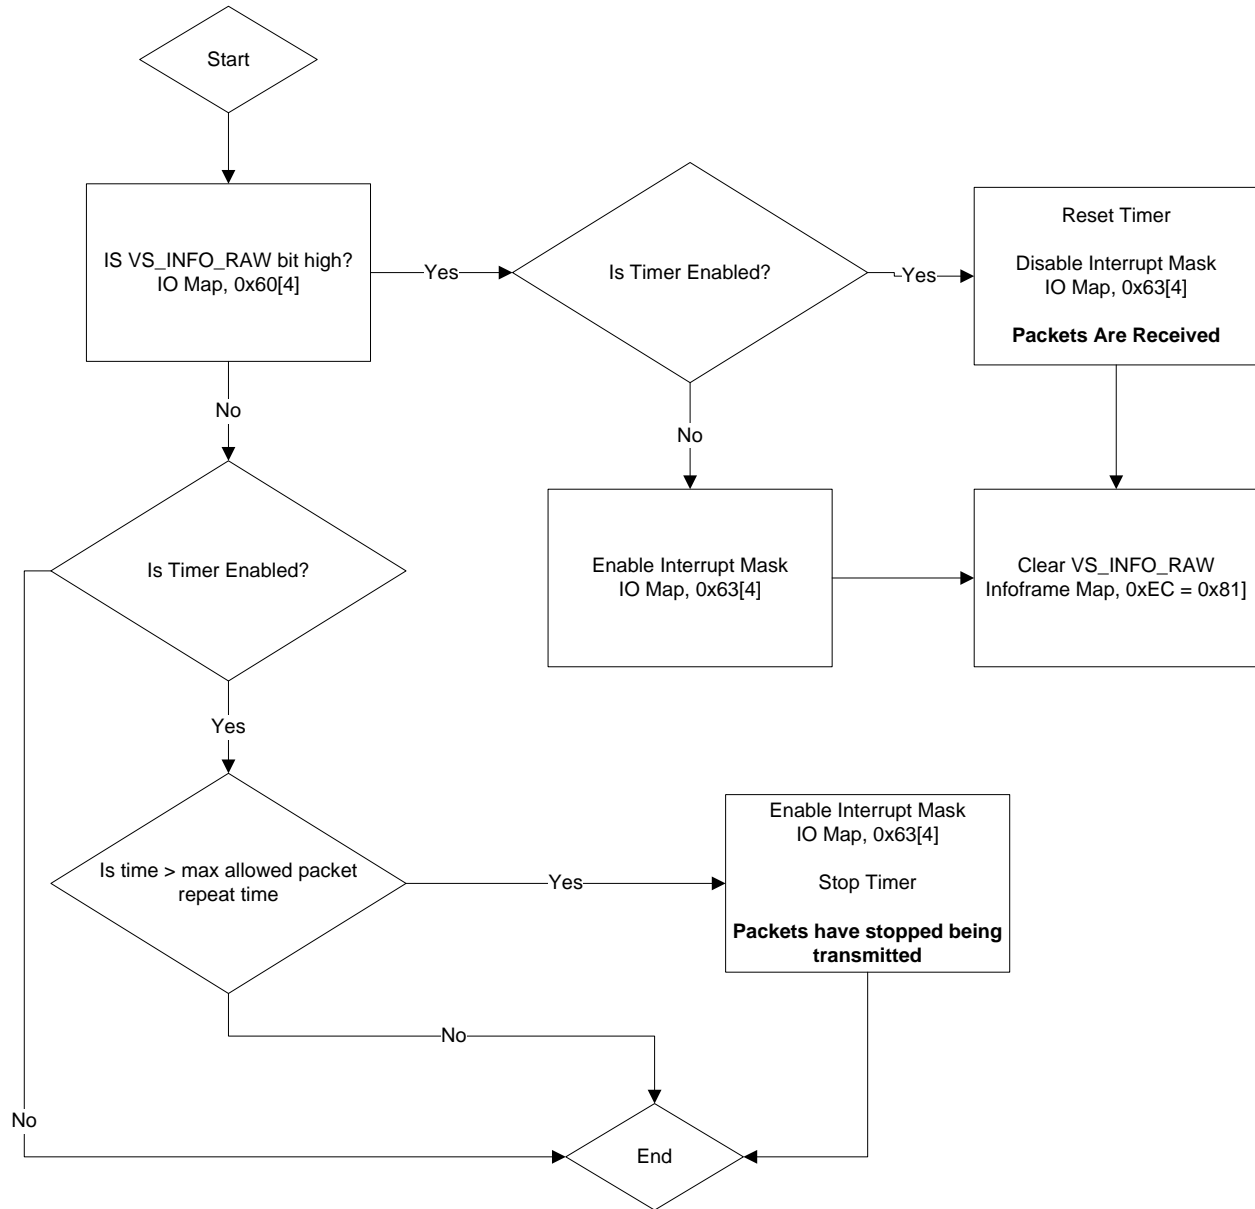 Start
IS VS_INFO_RAW bit high?
IO Map, 0x60[4]
Yes
Is Timer Enabled?
Yes
Reset Timer
Disable Interrupt Mask
IO Map, 0x63[4]
Packets Are Received
No
No
Enable Interrupt Mask
IO Map, 0x63[4]
Clear VS_INFO_RAW
Infoframe Map, 0xEC = 0x81]
Is Timer Enabled?
Yes
Is time > max allowed packet
repeat time
Yes
Enable Interrupt Mask
IO Map, 0x63[4]
Stop Timer
Packets have stopped being
transmitted
No
No
End